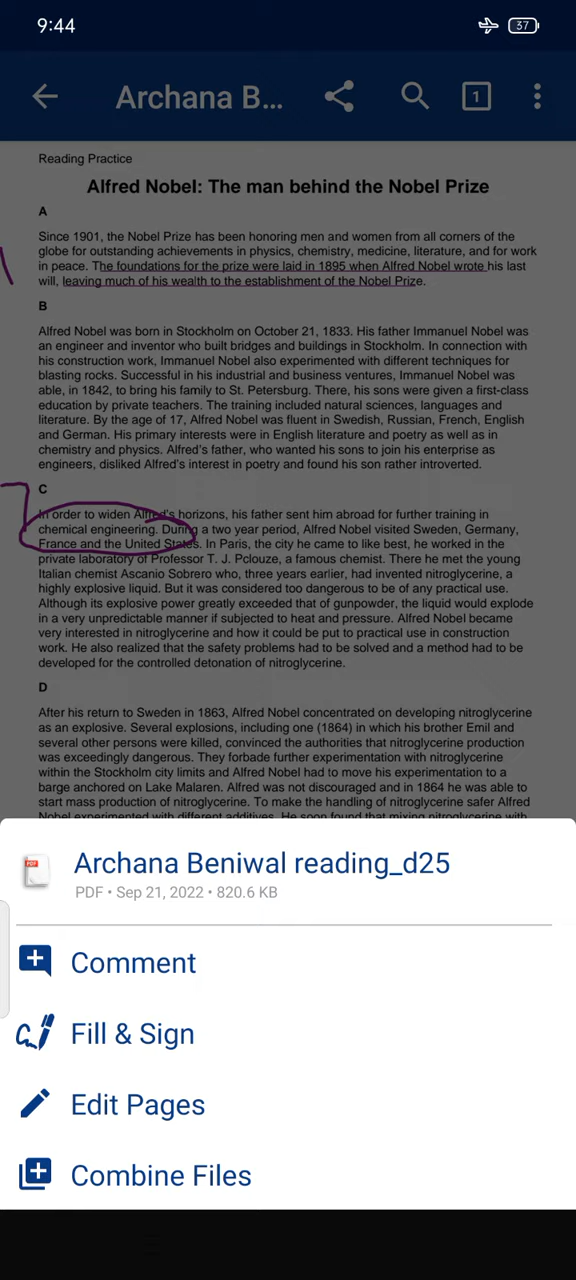 9:44
37
Archana B...
1
Reading Practice
Alfred Nobel: The man behind the Nobel Prize
A
Since 1901, the Nobel Prize has been honoring men and women from all corners of the
globe for outstanding achievements in physics, chemistry, medicine, literature, and for work
in peace. The foundations for the prize were laid in 1895 when Alfred Nobel wrote his last
will, leaving much of his wealth to the establishment of the Nobel Prize.
B
Alfred Nobel was born in Stockholm on October 21, 1833. His father Immanuel Nobel was
an engineer and inventor who built bridges and buildings in Stockholm. In connection with
his construction work, Immanuel Nobel also experimented with different techniques for
blasting rocks. Successful in his industrial and business ventures, Immanuel Nobel was
able, in 1842, to bring his family to St. Petersburg. There, his sons were given a first-class
education by private teachers. The training included natural sciences, languages and
literature. By the age of 17, Alfred Nobel was fluent in Swedish, Russian, French, English
and German. His primary interests were in English literature and poetry as well as in
chemistry and physics. Alfred's father, who wanted his sons to join his enterprise as
engineers, disliked Alfred's interest in poetry and found his son rather introverted.
C
In order to widen Alfred's horizons, his father sent him abroad for further training in
chemical engineering. During a two year period, Alfred Nobel visited Sweden, Germany,
France and the United States. In Paris, the city he came to like best, he worked in the
private laboratory of Professor T. J. Pclouze, a famous chemist. There he met the young
Italian chemist Ascanio Sobrero who, three years earlier, had invented nitroglycerine, a
highly explosive liquid. But it was considered too dangerous to be of any practical use.
Although its explosive power greatly exceeded that of gunpowder, the liquid would explode
in a very unpredictable manner if subjected to heat and pressure. Alfred Nobel became
very interested in nitroglycerine and how it could be put to practical use in construction
work. He also realized that the safety problems had to be solved and a method had to be
developed for the controlled detonation of nitroglycerine.
D
After his return to Sweden in 1863, Alfred Nobel concentrated on developing nitroglycerine
as an explosive. Several explosions, including one (1864) in which his brother Emil and
several other persons were killed, convinced the authorities that nitroglycerine production
was exceedingly dangerous. They forbade further experimentation with nitroglycerine
within the Stockholm city limits and Alfred Nobel had to move his experimentation to a
barge anchored on Lake Malaren. Alfred was not discouraged and in 1864 he was able to
start mass production of nitroglycerine. To make the handling of nitroglycerine safer Alfred
Nobel experimented with different additives. He soon found that mixing nitroglycerine with
Archana Beniwal reading_d25
PDF • Sep 21, 2022 • 820.6 KB
Comment
Fill & Sign
Edit Pages
Combine Files